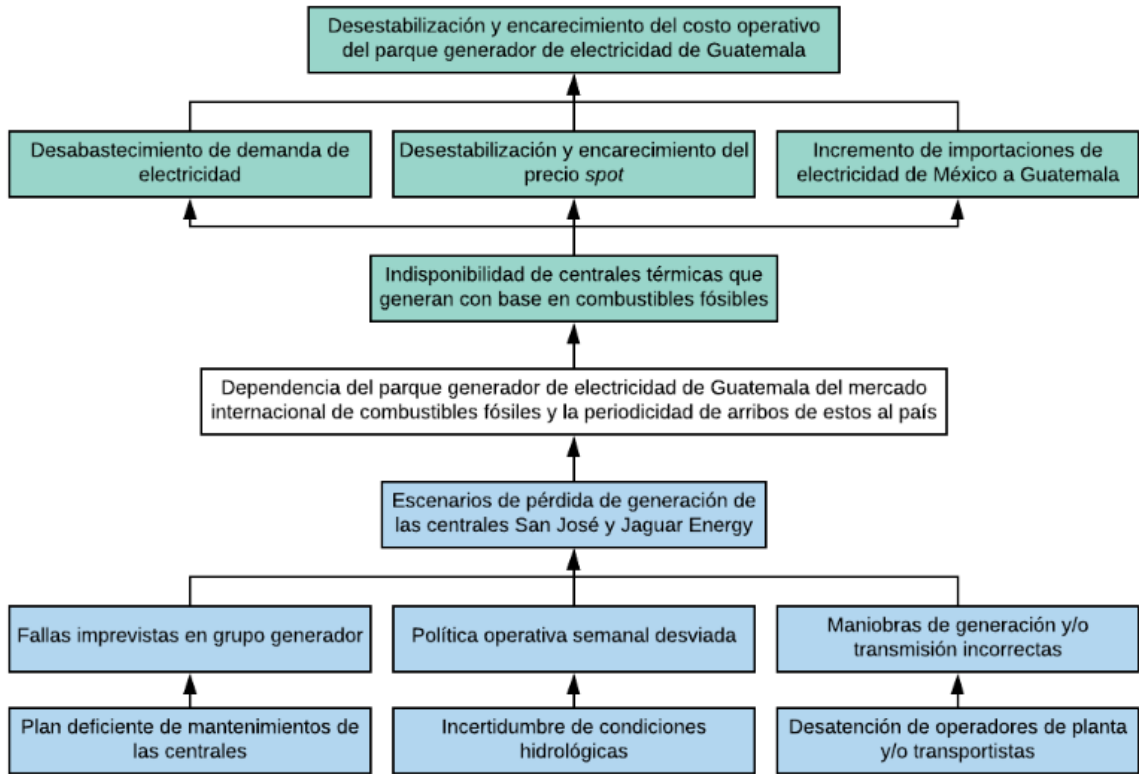 Desestabilización y encarecimiento del costo operativo
del parque generador de electricidad de Guatemala
Desabastecimiento de demanda de
electricidad
Desestabilización y encarecimiento del
precio spot
Incremento de importaciones de
electricidad de México a Guatemala
Indisponibilidad de centrales térmicas que
generan con base en combustibles fósibles
Dependencia del parque generador de electricidad de Guatemala del mercado
internacional de combustibles fósiles y la periodicidad de arribos de estos al país
Escenarios de pérdida de generación de
las centrales San José y Jaguar Energy
Fallas imprevistas en grupo generador
Política operativa semanal desviada
Maniobras de generación y/o
transmisión incorrectas
Plan deficiente de mantenimientos de
las centrales
Incertidumbre de condiciones
hidrológicas
Desatención de operadores de planta
y/o transportistas